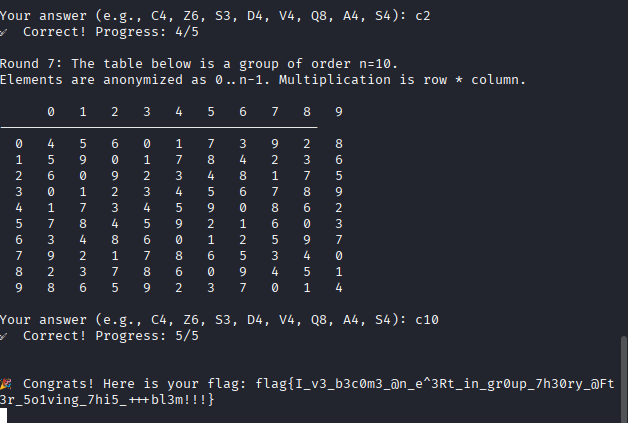 Your answer (e.g., C4, Z6, S3, D4, V4, Q8, A4, S4): c2
✓ Correct! Progress: 4/5
Round 7: The table below is a group of order n=10.
Elements are anonymized as 0..n-1. Multiplication is row * column.
0 1 2 3 4 5 6 7 8 9
0 4 5 6 0 1 7 3 9 2 8
1 5 9 0 1 7 8 4 2 3 6
2 6 0 9 2 3 4 8 1 7 5
3 0 1 2 3 4 5 6 7 8 9
4 1 7 3 4 5 9 0 8 6 2
5 7 8 4 5 9 2 1 6 0 3
6 3 4 8 6 0 1 2 5 9 7
7 9 2 1 7 8 6 5 3 4 0
8 2 3 7 8 6 0 9 4 5 1
9 8 6 5 9 2 3 7 0 1 4
Your answer (e.g., C4, Z6, S3, D4, V4, Q8, A4, S4): c10
✓ Correct! Progress: 5/5
🎉 Congrats! Here is your flag: flag{I_v3_b3c0m3_@n_e^3Rt_in_gr0up_7h30ry_@Ft
3r_5o1ving_7hi5_+++bl3m!!!}